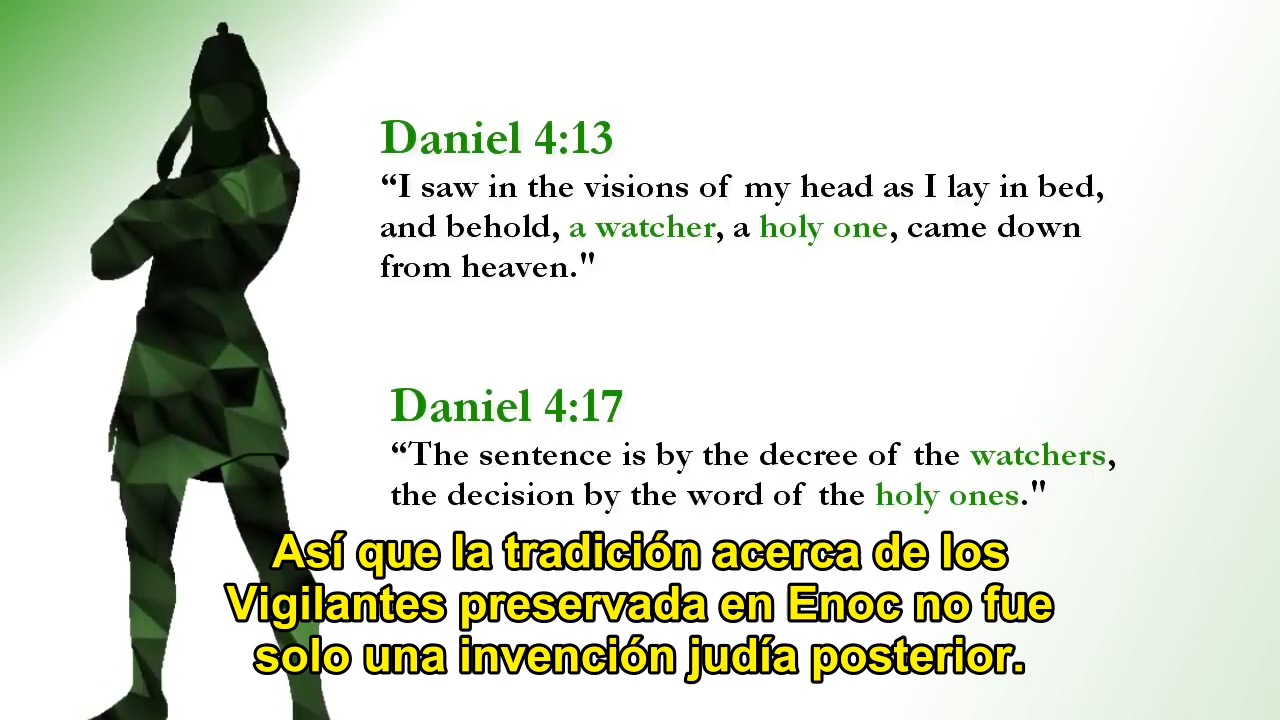 Daniel 4:13
“I saw in the visions of my head as I lay in bed,
and behold, a watcher, a holy one, came down
from heaven."
Daniel 4:17
“The sentence is by the decree of the watchers,
the decision by the word of the holy ones."
Así que la tradición acerca de los
Vigilantes preservada en Enoc no fue
solo una invención judía posterior.